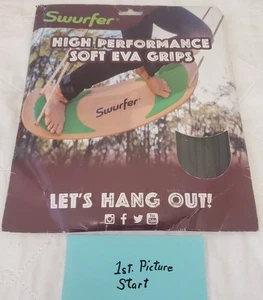 Swurfer
HIGH PERFORMANCE
SOFT EVA GRIPS
Swurfer
LET'S HANG OUT!
1st. Picture
Start